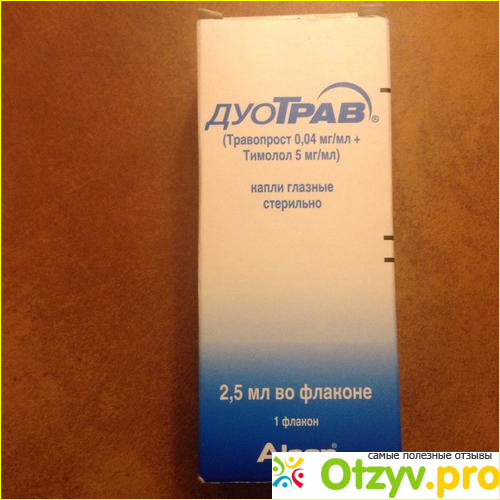 ДУОТРАВ®
(Травопрост 0,04 мг/мл +
Тимолол 5 мг/мл)
капли глазные
стерильно
2,5 мл во флаконе
1 флакон
Alcon®
самые полезные отзывы
Otzyv.pro